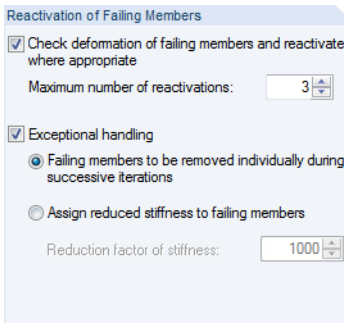 Reactivation of Failing Members
Check deformation of failing members and reactivate
where appropriate
Maximum number of reactivations: 3
Exceptional handling
Failing members to be removed individually during
successive iterations
Assign reduced stiffness to failing members
Reduction factor of stiffness: 1000